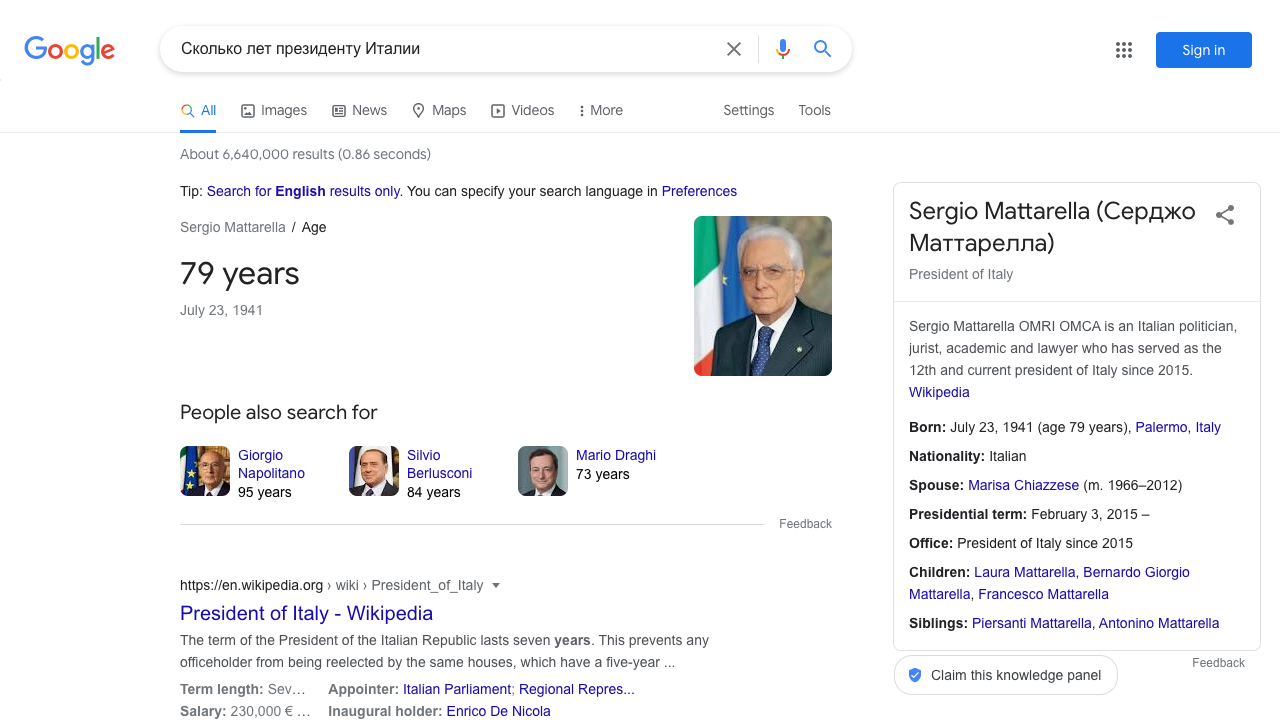 Google
Сколько лет президенту Италии
Sign in
All Images News Maps Videos More Settings Tools
About 6,640,000 results (0.86 seconds)
Tip: Search for English results only. You can specify your search language in Preferences
Sergio Mattarella / Age
79 years
July 23, 1941
People also search for
Giorgio
Napolitano
95 years
Silvio
Berlusconi
84 years
Mario Draghi
73 years
Feedback
https://en.wikipedia.org › wiki › President_of_Italy
President of Italy - Wikipedia
The term of the President of the Italian Republic lasts seven years. This prevents any
officeholder from being reelected by the same houses, which have a five-year ...
Term length: Sev… Appointer: Italian Parliament; Regional Repres...
Salary: 230,000 € … Inaugural holder: Enrico De Nicola
Sergio Mattarella (Серджо
Маттарелла)
President of Italy
Sergio Mattarella OMRI OMCA is an Italian politician,
jurist, academic and lawyer who has served as the
12th and current president of Italy since 2015.
Wikipedia
Born: July 23, 1941 (age 79 years), Palermo, Italy
Nationality: Italian
Spouse: Marisa Chiazzese (m. 1966–2012)
Presidential term: February 3, 2015 –
Office: President of Italy since 2015
Children: Laura Mattarella, Bernardo Giorgio
Mattarella, Francesco Mattarella
Siblings: Piersanti Mattarella, Antonino Mattarella
Claim this knowledge panel
Feedback